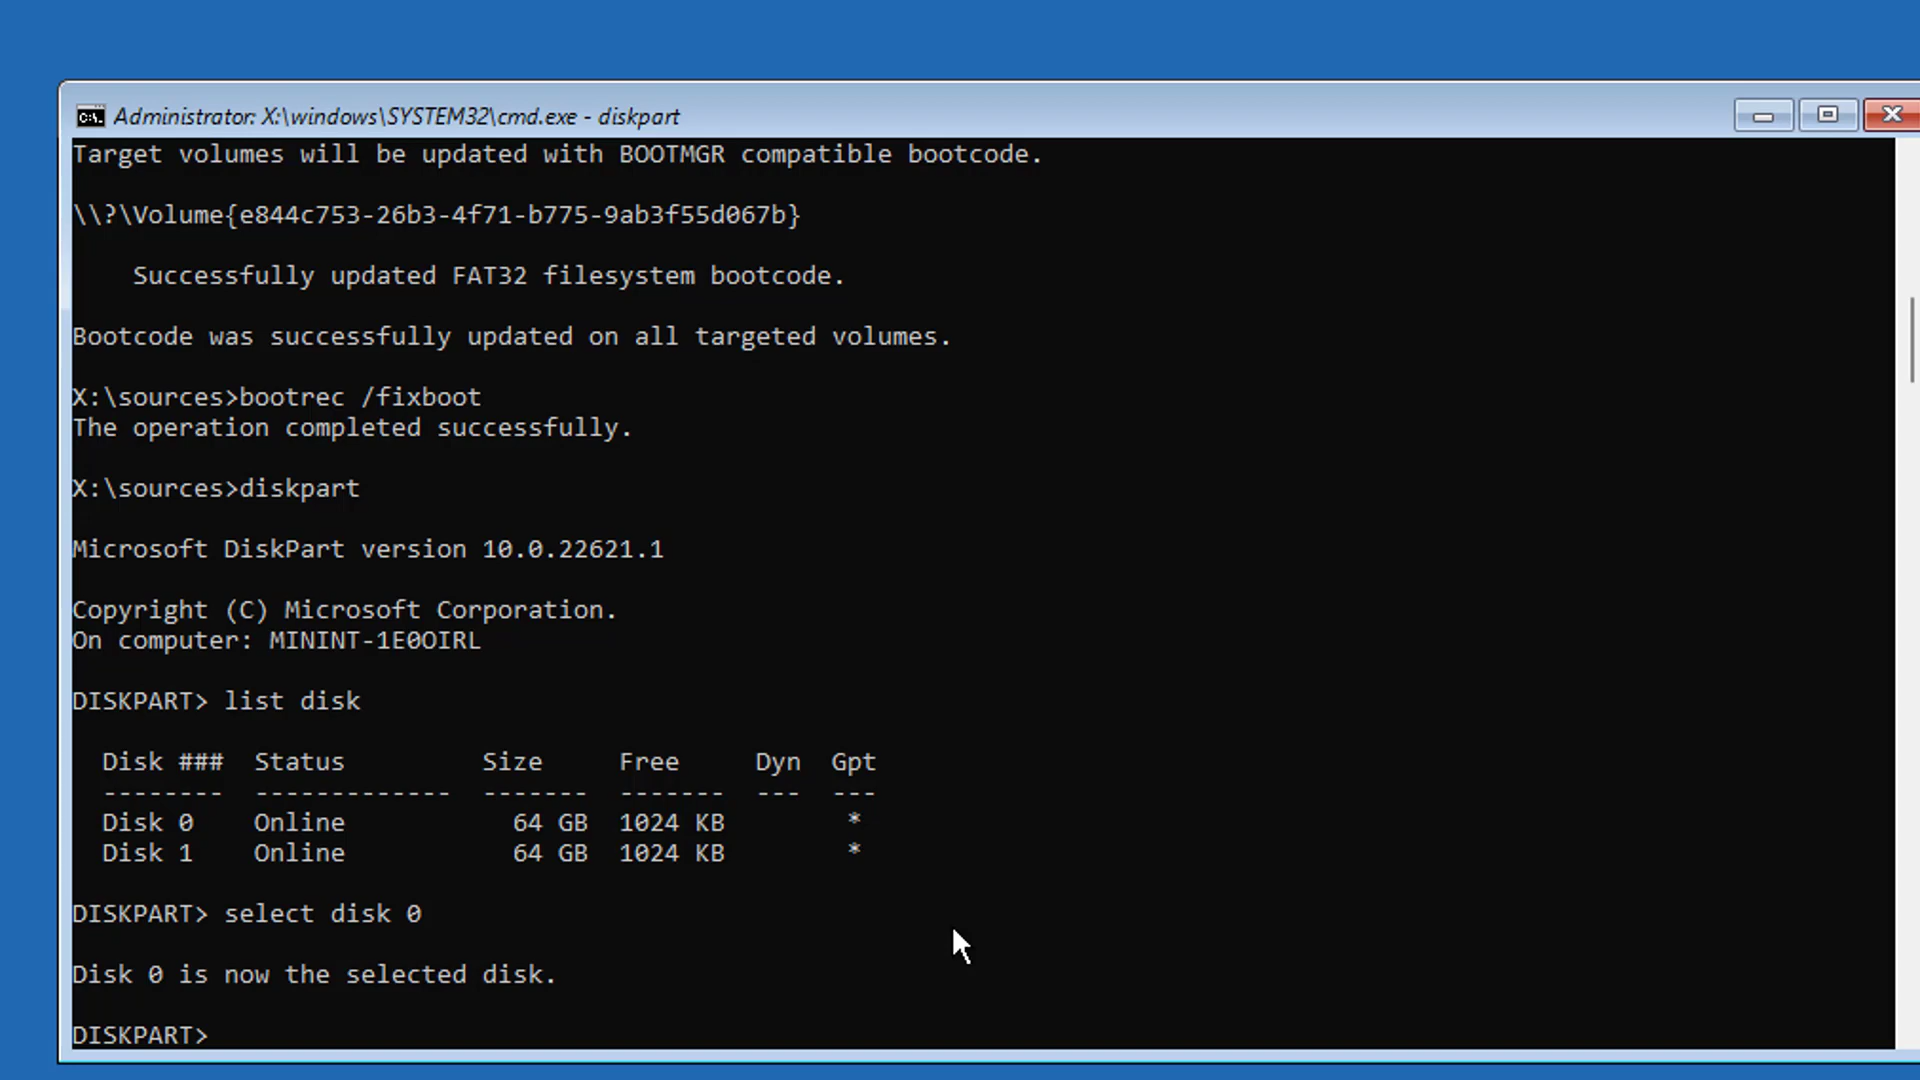 Administrator: X:\windows\SYSTEM32\cmd.exe - diskpart
Target volumes will be updated with BOOTMGR compatible bootcode.
\\?\Volume{e844c753-26b3-4f71-b775-9ab3f55d067b}
    Successfully updated FAT32 filesystem bootcode.
Bootcode was successfully updated on all targeted volumes.
X:\sources>bootrec /fixboot
The operation completed successfully.
X:\sources>diskpart
Microsoft DiskPart version 10.0.22621.1
Copyright (C) Microsoft Corporation.
On computer: MININT-1E0OIRL
DISKPART> list disk
  Disk ###  Status         Size     Free     Dyn  Gpt
  --------  -------------  -------  -------  ---  ---
  Disk 0    Online           64 GB  1024 KB        *
  Disk 1    Online           64 GB  1024 KB        *
DISKPART> select disk 0
Disk 0 is now the selected disk.
DISKPART>